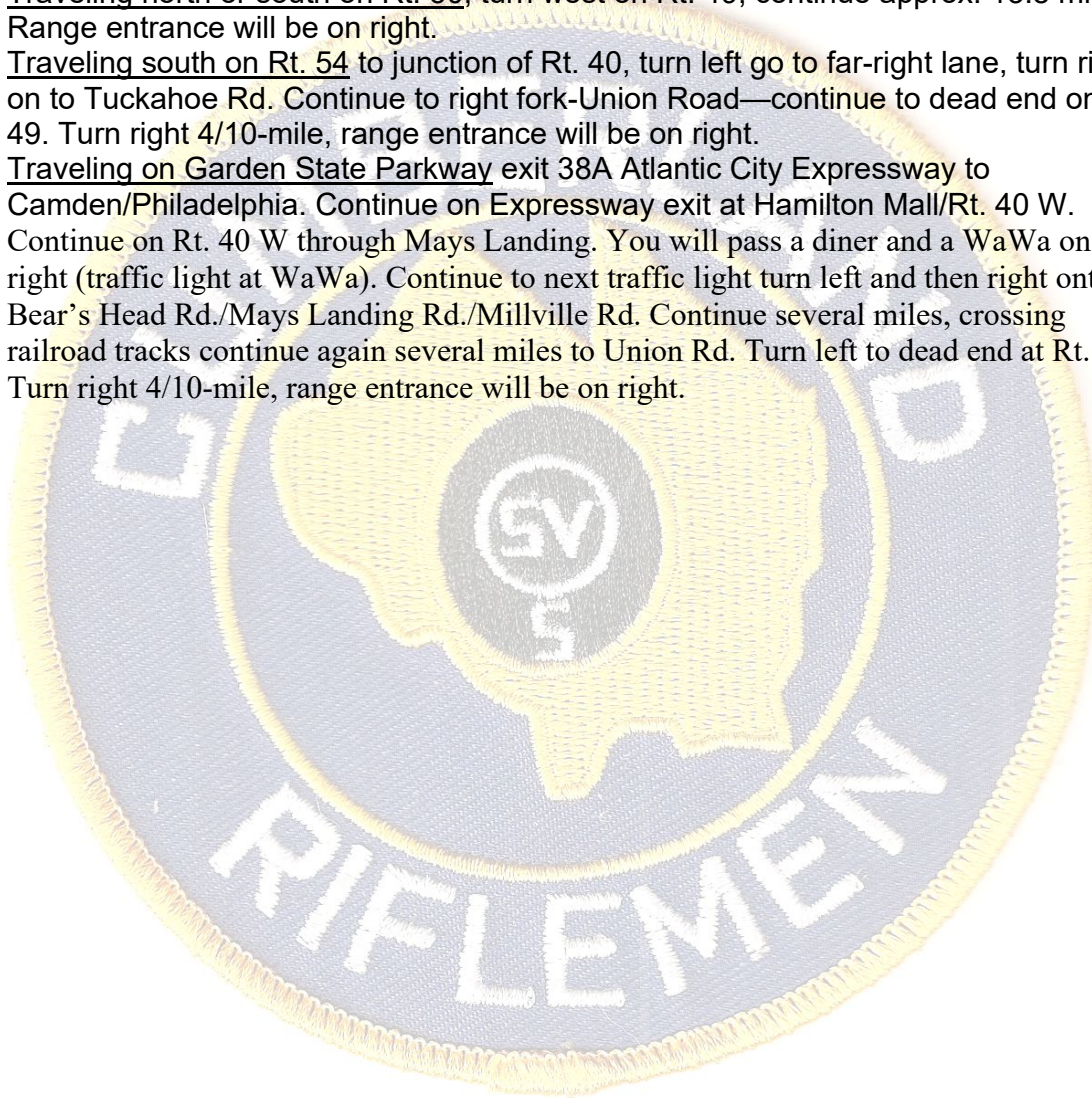 Range entrance will be on right.
Traveling south on Rt. 54 to junction of Rt. 40, turn left go to far-right lane, turn
on to Tuckahoe Rd. Continue to right fork-Union Road—continue to dead end
49. Turn right 4/10-mile, range entrance will be on right.
Traveling on Garden State Parkway exit 38A Atlantic City Expressway to
Camden/Philadelphia. Continue on Expressway exit at Hamilton Mall/Rt. 40 W.
Continue on Rt. 40 W through Mays Landing. You will pass a diner and a WaWa on
right (traffic light at WaWa). Continue to next traffic light turn left and then right
Bear's Head Rd./Mays Landing Rd./Millville Rd. Continue several miles, crossing
railroad tracks continue again several miles to Union Rd. Turn left to dead end at Rt.
Turn right 4/10-mile, range entrance will be on right.
CUMBERLAND
SV
S
RIFLEMEN